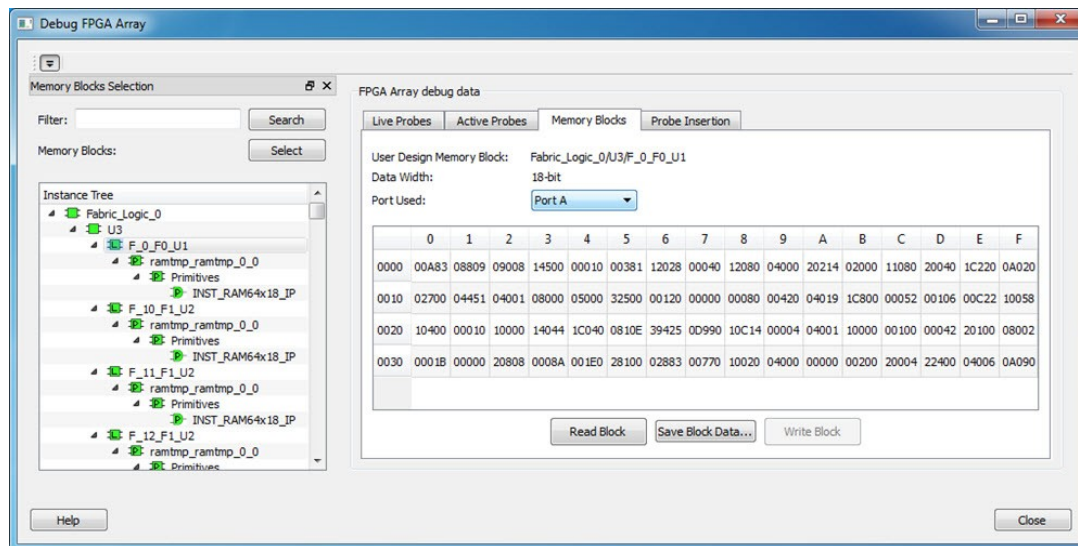 Debug FPGA Array
Memory Blocks Selection
Filter:
Search
Memory Blocks:
Select
Instance Tree
Fabric_Logic_0
U3
F_0_F0_U1
ramtmp_ramtmp_0_0
Primitives
INST_RAM64x18_IP
F_10_F1_U2
ramtmp_ramtmp_0_0
Primitives
INST_RAM64x18_IP
F_11_F1_U2
ramtmp_ramtmp_0_0
Primitives
INST_RAM64x18_IP
F_12_F1_U2
ramtmp_ramtmp_0_0
Primitives
FPGA Array debug data
Live Probes Active Probes Memory Blocks Probe Insertion
User Design Memory Block: Fabric_Logic_0/U3/F_0_F0_U1
Data Width: 18-bit
Port Used: Port A
0 1 2 3 4 5 6 7 8 9 A B C D E F
0000 00A83 08809 09008 14500 00010 00381 12028 00040 12080 04000 20214 02000 11080 20040 1C220 0A020
0010 02700 04451 04001 08000 05000 32500 00120 00000 00080 00420 04019 1C800 00052 00106 00C22 10058
0020 10400 00010 10000 14044 1C040 0810E 39425 0D990 10C14 00004 04001 10000 00100 00042 20100 08002
0030 0001B 00000 20808 0008A 001E0 28100 02883 00770 10020 04000 00000 00200 20004 22400 04006 0A090
Read Block Save Block Data... Write Block
Help Close